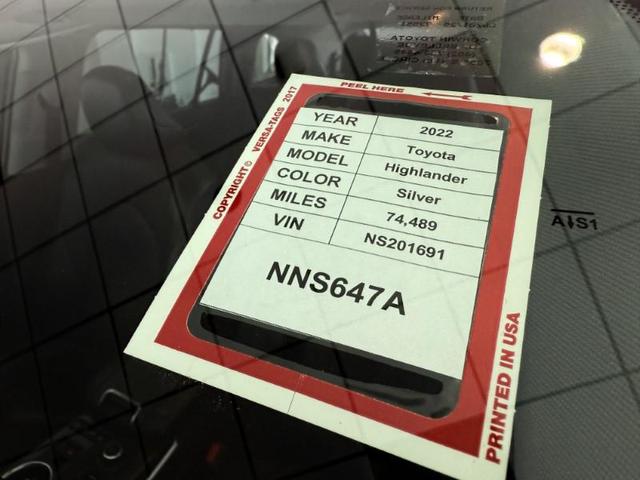 PEEL HERE
COPYRIGHT© VERSA-TAGS 2017
YEAR 2022
MAKE Toyota
MODEL Highlander
COLOR Silver
MILES 74,489
VIN NS201691
NNS647A
PRINTED IN USA
AIS1